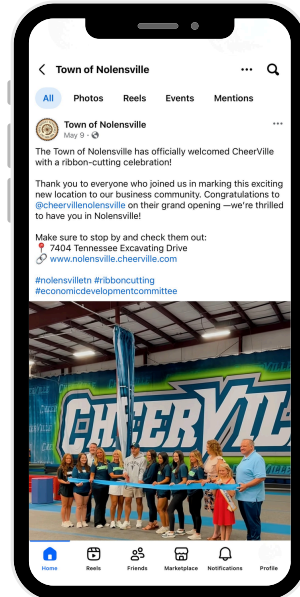 Town of Nolensville
All Photos Reels Events Mentions
Town of Nolensville
May 9
The Town of Nolensville has officially welcomed CheerVille
with a ribbon-cutting celebration!
Thank you to everyone who joined us in marking this exciting
new location to our business community. Congratulations to
@cheervillenolensville on their grand opening —we're thrilled
to have you in Nolensville!
Make sure to stop by and check them out:
📍 7404 Tennessee Excavating Drive
🔗 www.nolensville.cheerville.com
#nolensvilletn #ribboncutting
#economicdevelopmentcommittee
CHEERVIL
Home Reels Friends Marketplace Notifications Profile